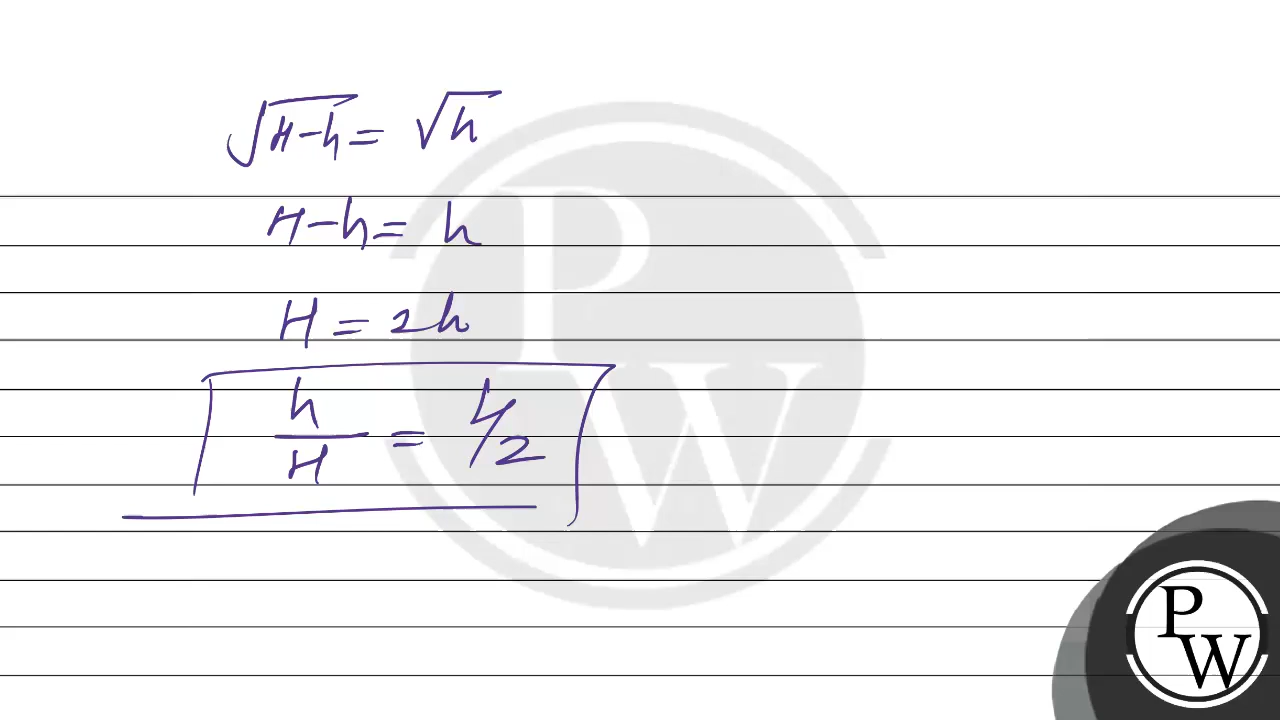 √H-h = √h
H-h = h
H = 2h
h/H = 1/2
P
W
P
W